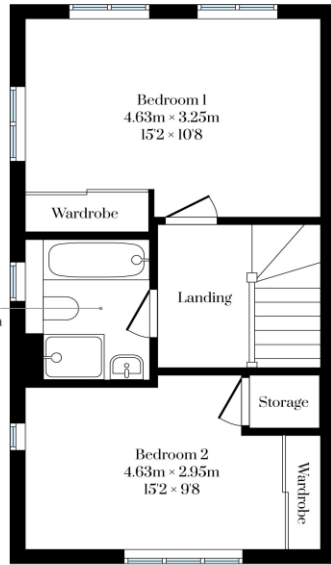 Bedroom 1
4.63m × 3.25m
15'2 × 10'8
Wardrobe
Landing
Storage
Bedroom 2
4.63m × 2.95m
15'2 × 9'8
Wardrobe